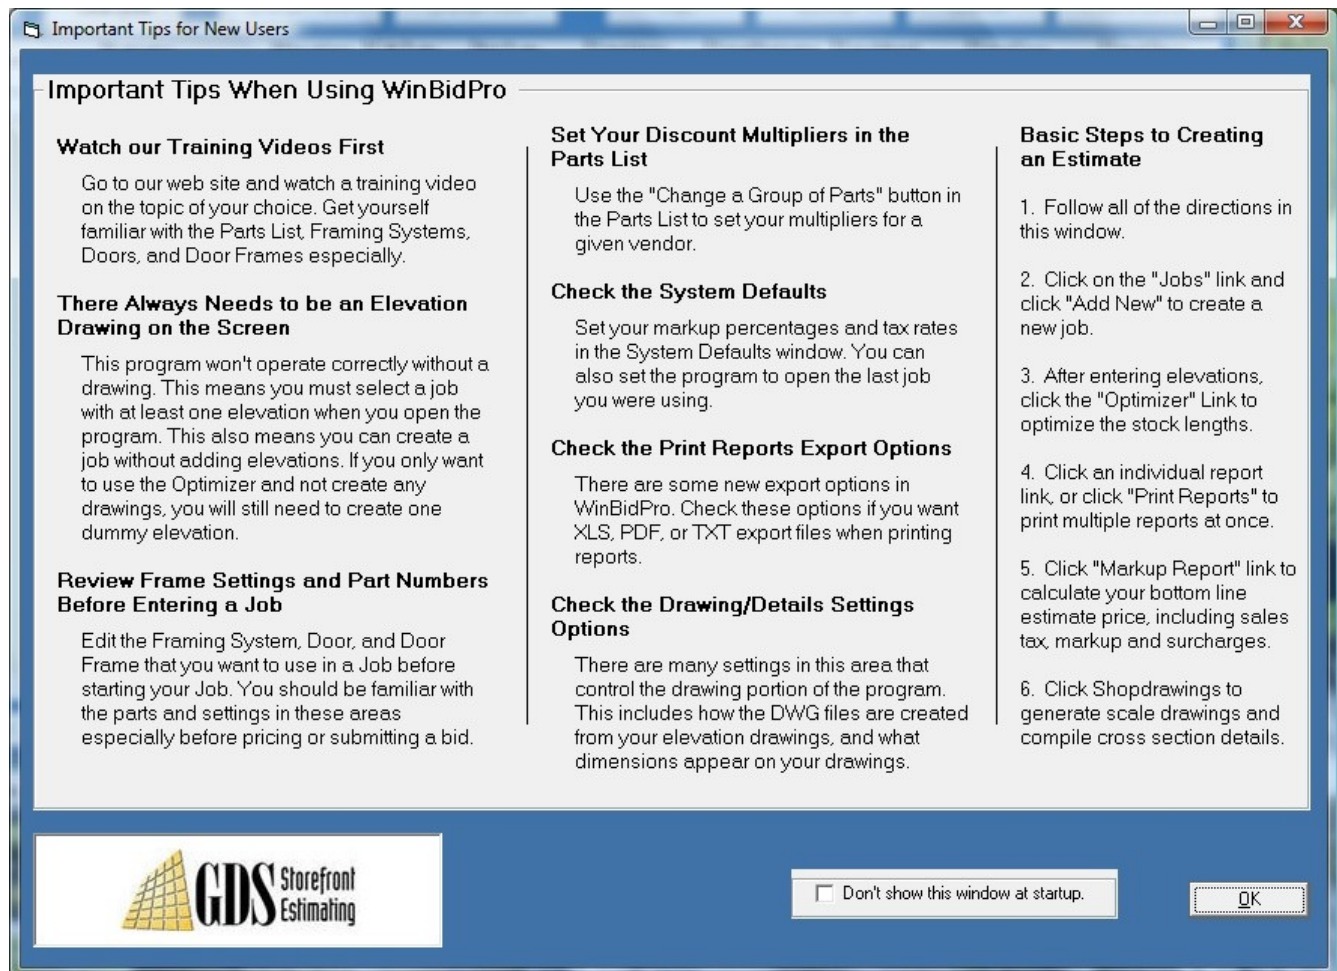 Important Tips for New Users
Important Tips When Using WinBidPro
Watch our Training Videos First
Go to our web site and watch a training video
on the topic of your choice. Get yourself
familiar with the Parts List, Framing Systems,
Doors, and Door Frames especially.
There Always Needs to be an Elevation
Drawing on the Screen
This program won't operate correctly without a
drawing. This means you must select a job
with at least one elevation when you open the
program. This also means you can create a
job without adding elevations. If you only want
to use the Optimizer and not create any
drawings, you will still need to create one
dummy elevation.
Review Frame Settings and Part Numbers
Before Entering a Job
Edit the Framing System, Door, and Door
Frame that you want to use in a Job before
starting your Job. You should be familiar with
the parts and settings in these areas
especially before pricing or submitting a bid.
Set Your Discount Multipliers in the
Parts List
Use the "Change a Group of Parts" button in
the Parts List to set your multipliers for a
given vendor.
Check the System Defaults
Set your markup percentages and tax rates
in the System Defaults window. You can
also set the program to open the last job
you were using.
Check the Print Reports Export Options
There are some new export options in
WinBidPro. Check these options if you want
XLS, PDF, or TXT export files when printing
reports.
Check the Drawing/Details Settings
Options
There are many settings in this area that
control the drawing portion of the program.
This includes how the DWG files are created
from your elevation drawings, and what
dimensions appear on your drawings.
Basic Steps to Creating
an Estimate
1. Follow all of the directions in
this window.
2. Click on the "Jobs" link and
click "Add New" to create a
new job.
3. After entering elevations,
click the "Optimizer" Link to
optimize the stock lengths.
4. Click an individual report
link, or click "Print Reports" to
print multiple reports at once.
5. Click "Markup Report" link to
calculate your bottom line
estimate price, including sales
tax, markup and surcharges.
6. Click Shopdrawings to
generate scale drawings and
compile cross section details.
GDS Storefront
Estimating
Don't show this window at startup.
OK